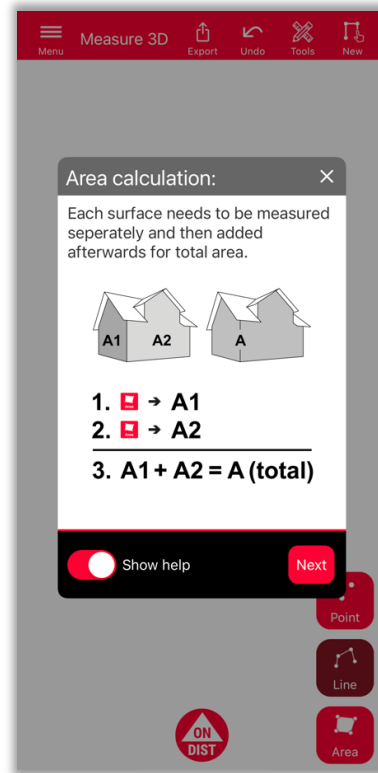 Menu
Measure 3D
Export
Undo
Tools
New
Area calculation:
Each surface needs to be measured
seperately and then added
afterwards for total area.
A1 A2 A
1. → A1
2. → A2
3. A1 + A2 = A (total)
Show help
Next
Point
Line
ON
DIST
Area